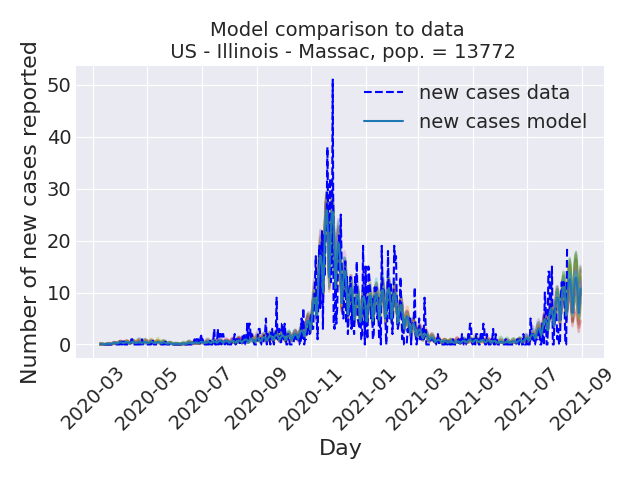 Model comparison to data
US - Illinois - Massac, pop. = 13772
Number of new cases reported
50
40
30
20
10
0
new cases data
new cases model
2020-03
2020-05
2020-07
2020-09
2020-11
2021-01
2021-03
2021-05
2021-07
2021-09
Day